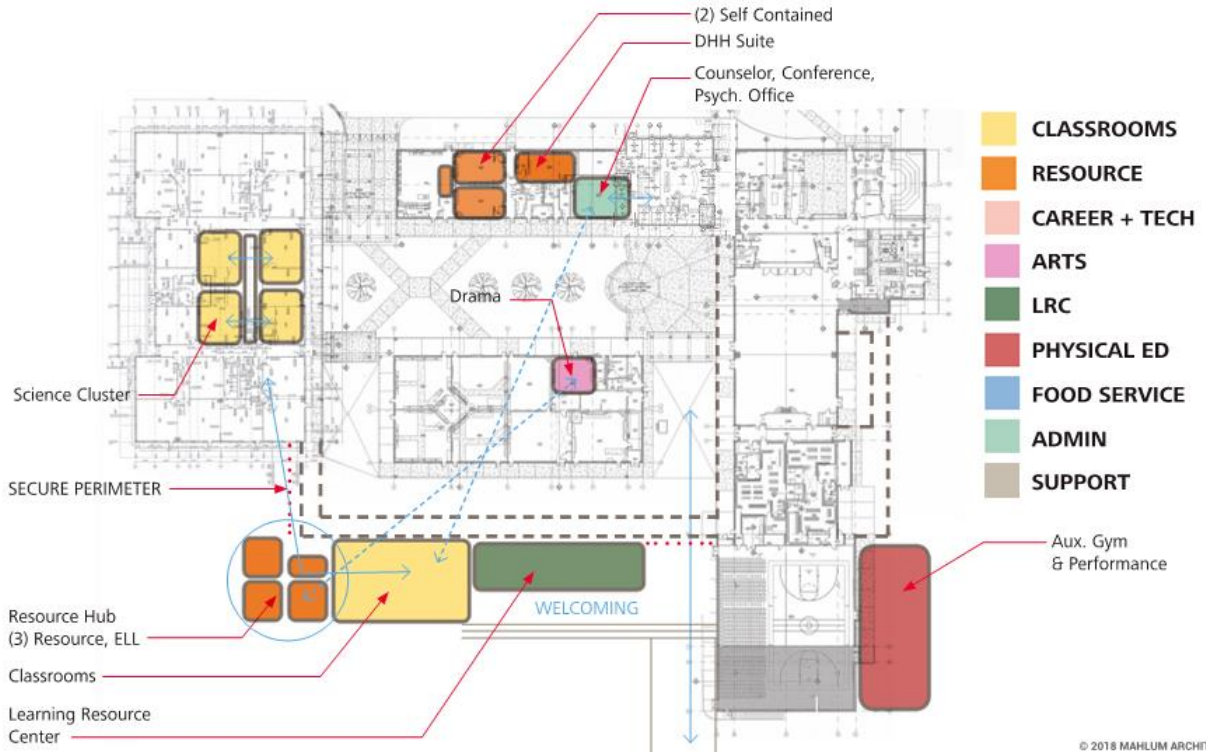 (2) Self Contained
DHH Suite
Counselor, Conference,
Psych. Office
CLASSROOMS
RESOURCE
CAREER + TECH
ARTS
LRC
PHYSICAL ED
FOOD SERVICE
ADMIN
SUPPORT
Drama
Science Cluster
SECURE PERIMETER
Aux. Gym
& Performance
WELCOMING
Resource Hub
(3) Resource, ELL
Classrooms
Learning Resource
Center
© 2018 MAHLUM ARCHIT